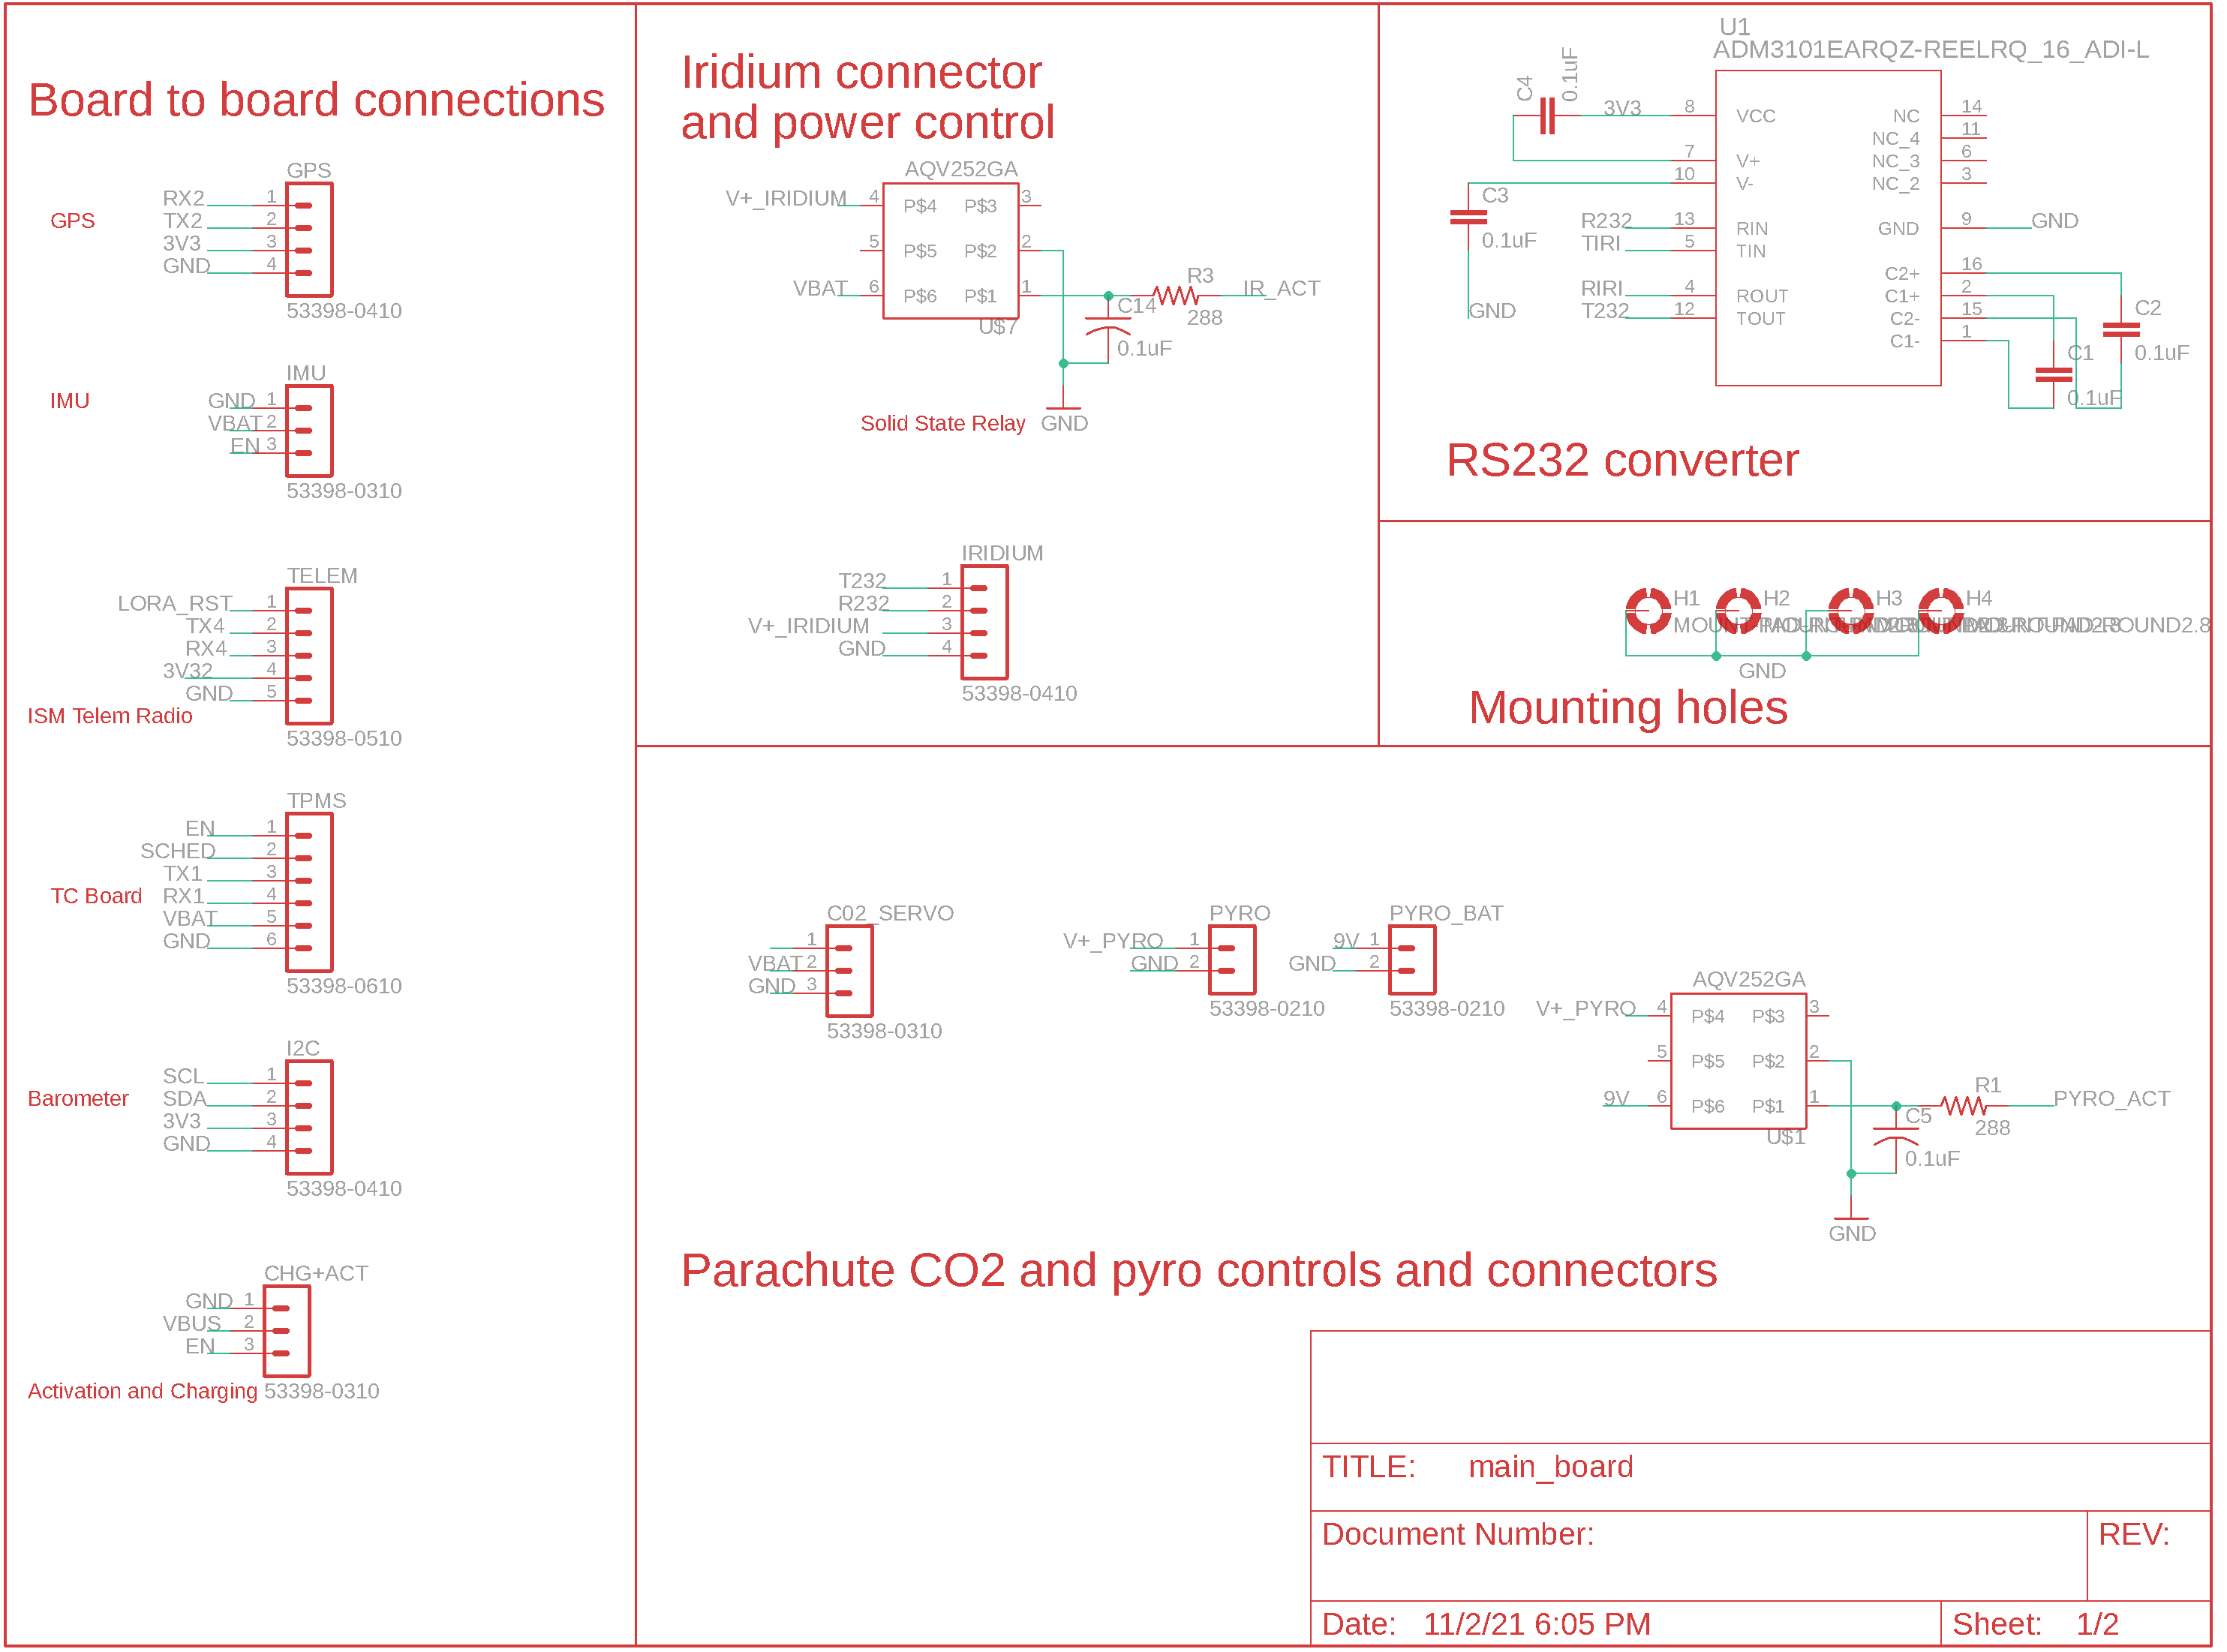 Board to board connections
GPS
GPS
RX2 1
TX2 2
3V3 3
GND 4
53398-0410
IMU
IMU
GND 1
VBAT 2
EN 3
53398-0310
TELEM
LORA_RST 1
TX4 2
RX4 3
3V32 4
GND 5
ISM Telem Radio
53398-0510
TPMS
EN 1
SCHED 2
TX1 3
TC Board RX1 4
VBAT 5
GND 6
53398-0610
I2C
SCL 1
Barometer SDA 2
3V3 3
GND 4
53398-0410
CHG+ACT
GND 1
VBUS 2
EN 3
Activation and Charging 53398-0310
Iridium connector
and power control
AQV252GA
V+_IRIDIUM 4 P$4 P$3 3
5 P$5 P$2 2
VBAT 6 P$6 P$1 1
U$7
R3
288
IR_ACT
C14
0.1uF
Solid State Relay GND
IRIDIUM
T232 1
R232 2
V+_IRIDIUM 3
GND 4
53398-0410
U1
ADM3101EARQZ-REELRQ_16_ADI-L
C4
0.1uF
3V3 8 VCC NC 14
NC_4 11
7 V+ NC_3 6
10 V- NC_2 3
C3
0.1uF
GND
R232 13 RIN GND 9 GND
TIRI 5 TIN
C2+ 16
RIRI 4 ROUT C1+ 2
T232 12 TOUT C2- 15
C1- 1
C2
0.1uF
C1
0.1uF
RS232 converter
H1 H2 H3 H4
GND
Mounting holes
C02_SERVO
1
VBAT 2
GND 3
53398-0310
PYRO
V+_PYRO 1
GND 2
53398-0210
PYRO_BAT
9V 1
GND 2
53398-0210
AQV252GA
V+_PYRO 4 P$4 P$3 3
5 P$5 P$2 2
9V 6 P$6 P$1 1
U$1
R1
288
PYRO_ACT
C5
0.1uF
GND
Parachute CO2 and pyro controls and connectors
TITLE: main_board
Document Number:
REV:
Date: 11/2/21 6:05 PM
Sheet: 1/2